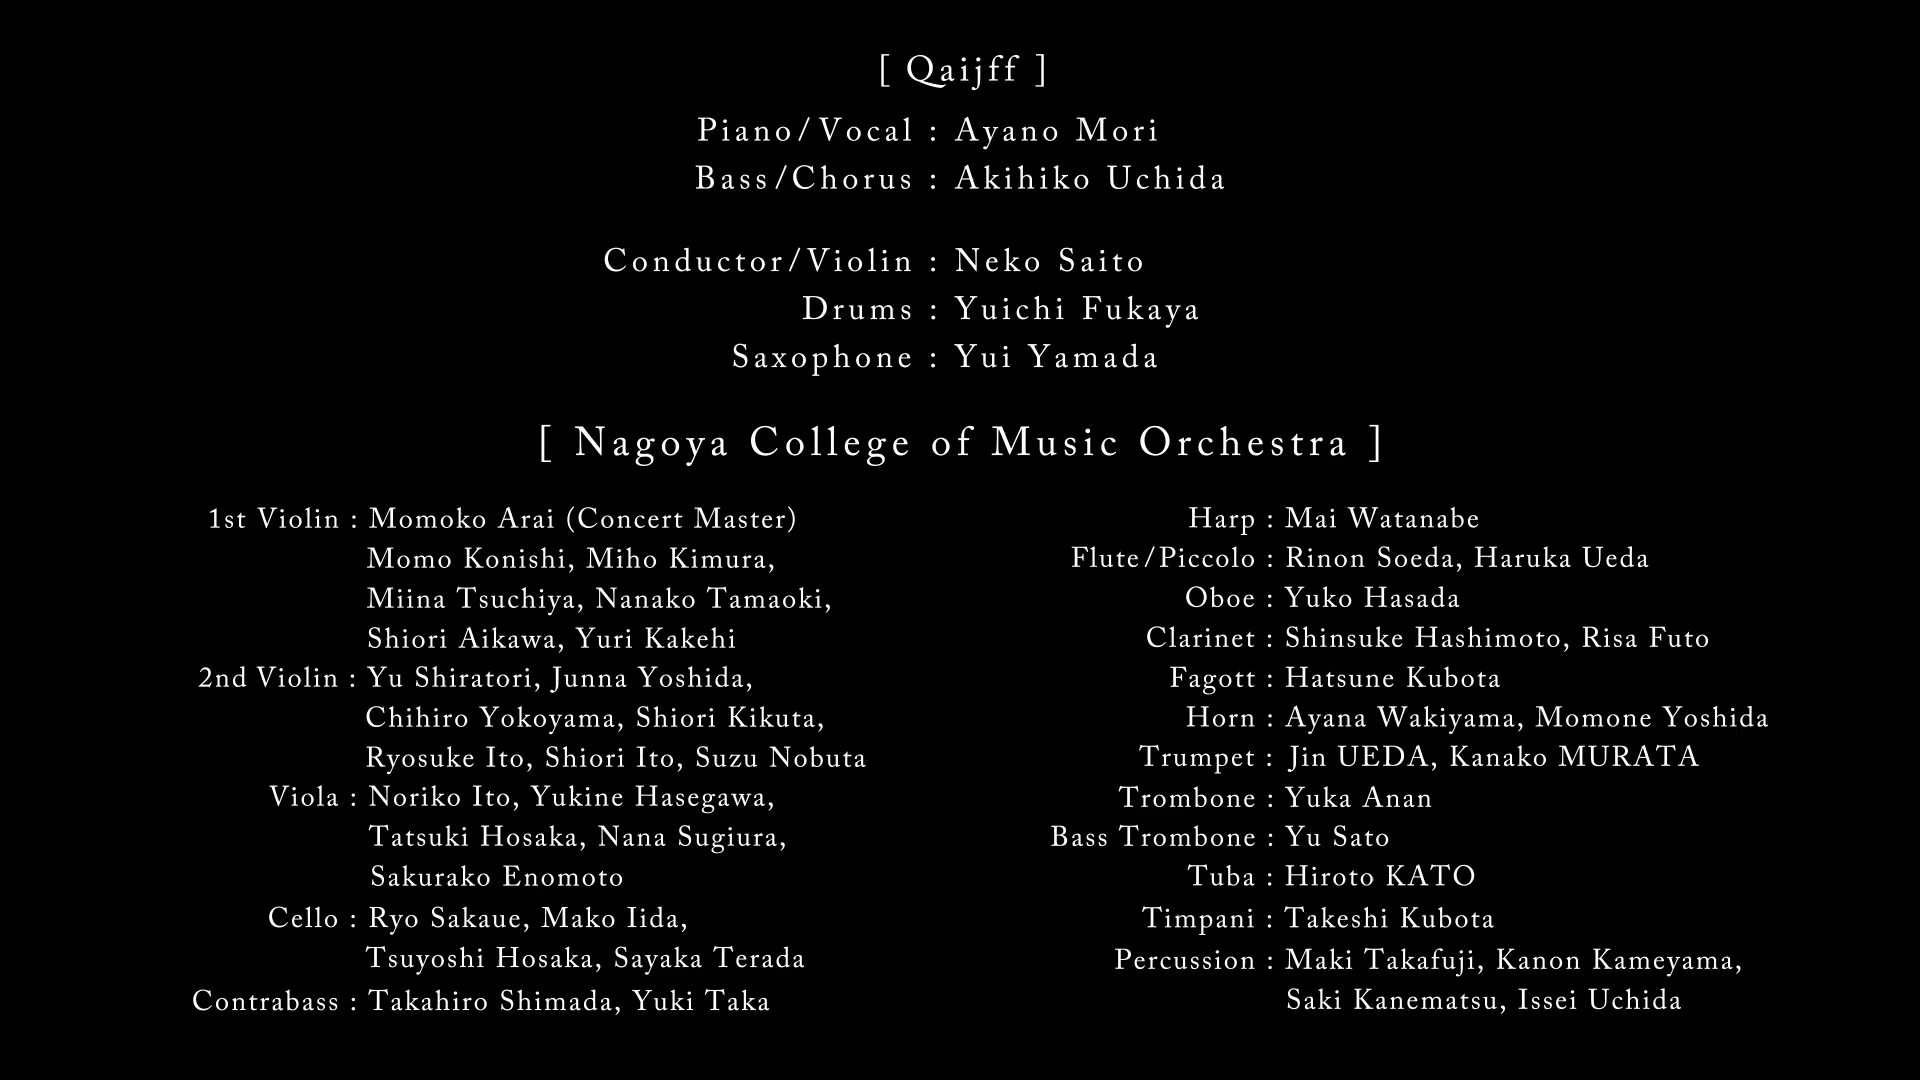 [ Qaijff ]
Piano/Vocal : Ayano Mori
Bass/Chorus : Akihiko Uchida
Conductor/Violin : Neko Saito
Drums : Yuichi Fukaya
Saxophone : Yui Yamada
[ Nagoya College of Music Orchestra ]
1st Violin : Momoko Arai (Concert Master)
Momo Konishi, Miho Kimura,
Miina Tsuchiya, Nanako Tamaoki,
Shiori Aikawa, Yuri Kakehi
2nd Violin : Yu Shiratori, Junna Yoshida,
Chihiro Yokoyama, Shiori Kikuta,
Ryosuke Ito, Shiori Ito, Suzu Nobuta
Viola : Noriko Ito, Yukine Hasegawa,
Tatsuki Hosaka, Nana Sugiura,
Sakurako Enomoto
Cello : Ryo Sakaue, Mako Iida,
Tsuyoshi Hosaka, Sayaka Terada
Contrabass : Takahiro Shimada, Yuki Taka
Harp : Mai Watanabe
Flute/Piccolo : Rinon Soeda, Haruka Ueda
Oboe : Yuko Hasada
Clarinet : Shinsuke Hashimoto, Risa Futo
Fagott : Hatsune Kubota
Horn : Ayana Wakiyama, Momone Yoshida
Trumpet : Jin UEDA, Kanako MURATA
Trombone : Yuka Anan
Bass Trombone : Yu Sato
Tuba : Hiroto KATO
Timpani : Takeshi Kubota
Percussion : Maki Takafuji, Kanon Kameyama,
Saki Kanematsu, Issei Uchida